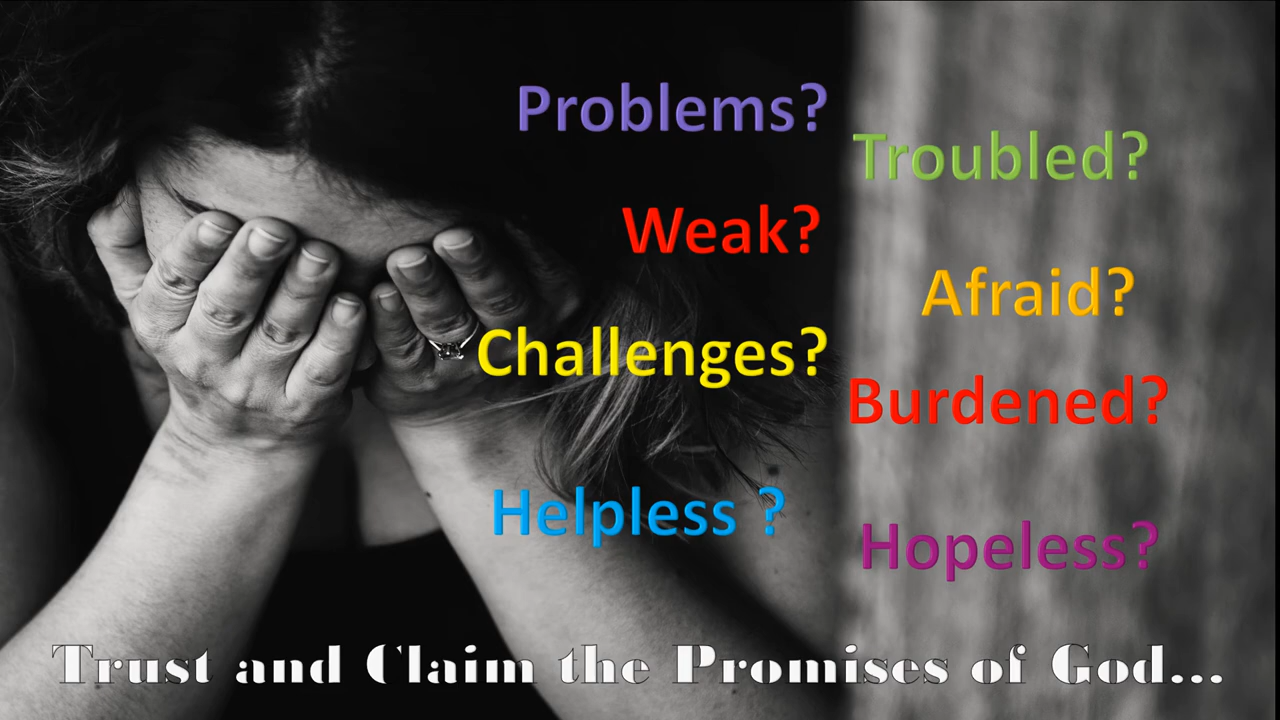 Problems?
Troubled?
Weak?
Afraid?
Challenges?
Burdened?
Helpless ?
Hopeless?
Trust and Claim the Promises of God...